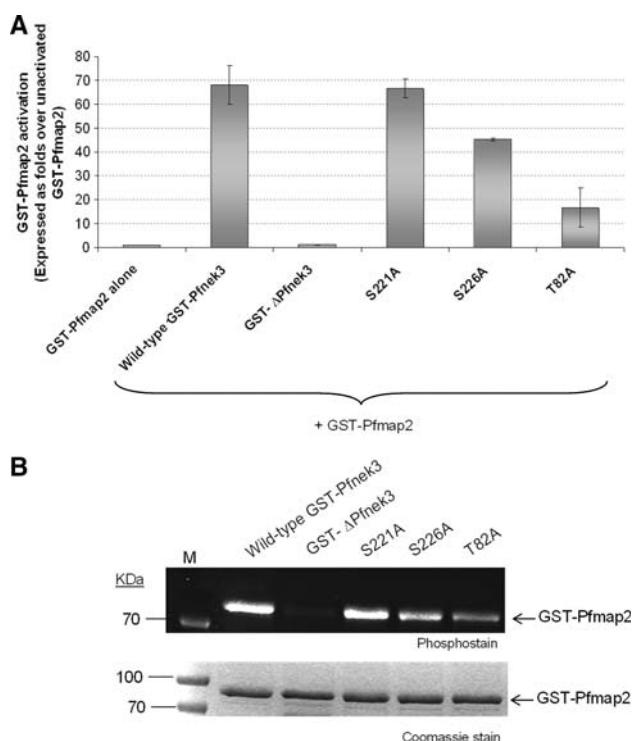 A
GST-Pfmap2 activation
(Expressed as folds over unactivated
GST-Pfmap2)
80
70
60
50
40
30
20
10
0
GST-Pfmap2 alone
Wild-type GST-Pfnek3
GST- ΔPfnek3
S221A
S226A
T82A
+ GST-Pfmap2
B
Wild-type GST-Pfnek3
GST- ΔPfnek3
S221A
S226A
T82A
M
KDa
70
GST-Pfmap2
Phosphostain
100
70
GST-Pfmap2
Coomassie stain